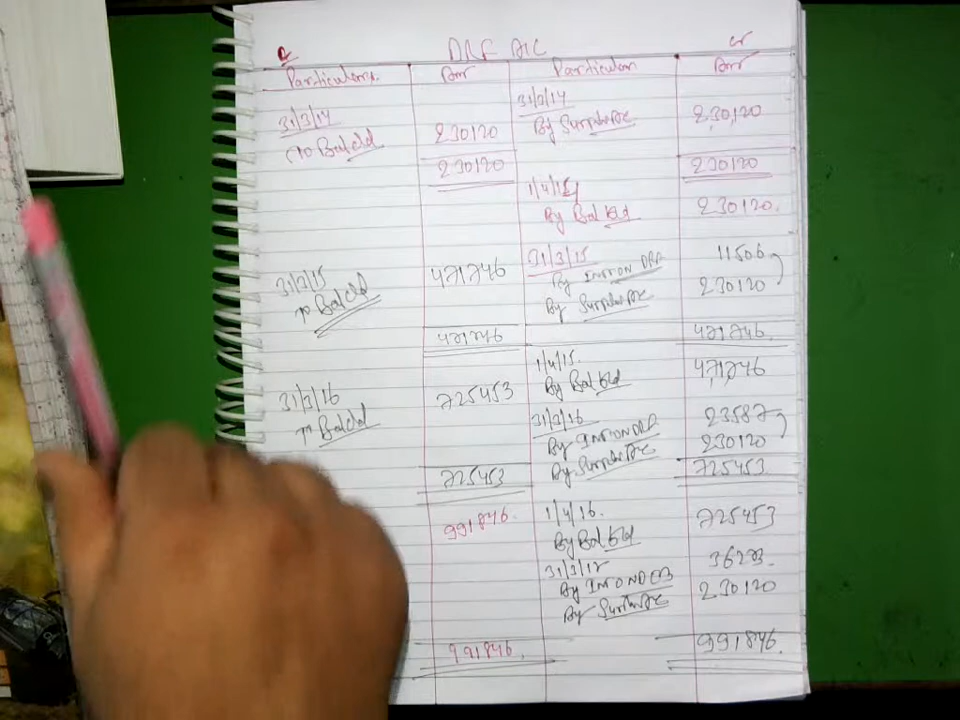 Dr DRF A/c Cr
Particulars Amt Particulars Amt
31/3/14 31/3/14
To Bal c/d 230120 By Surplus A/c 230120
230120 230120
1/4/14
By Bal b/d 230120.
31/3/15 31/3/15
To Bal c/d 471746 By Int on DRF 11506
By Surplus A/c 230120
471746 471746.
1/4/15.
31/3/16 By Bal b/d 471746
To Bal c/d 725453 31/3/16
By Int on DRF 23587
By Surplus A/c 230120
725453 725453
991846. 1/4/16.
By Bal b/d 725453
31/3/17
By Int on DRF 36273.
By Surplus A/c 230120
991846. 991846.